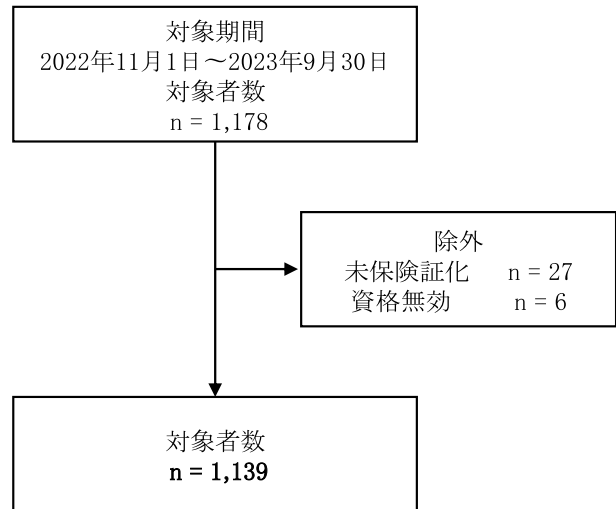 対象期間
2022年11月1日～2023年9月30日
対象者数
n = 1,178
除外
未保険証化　n = 27
資格無効　n = 6
対象者数
n = 1,139